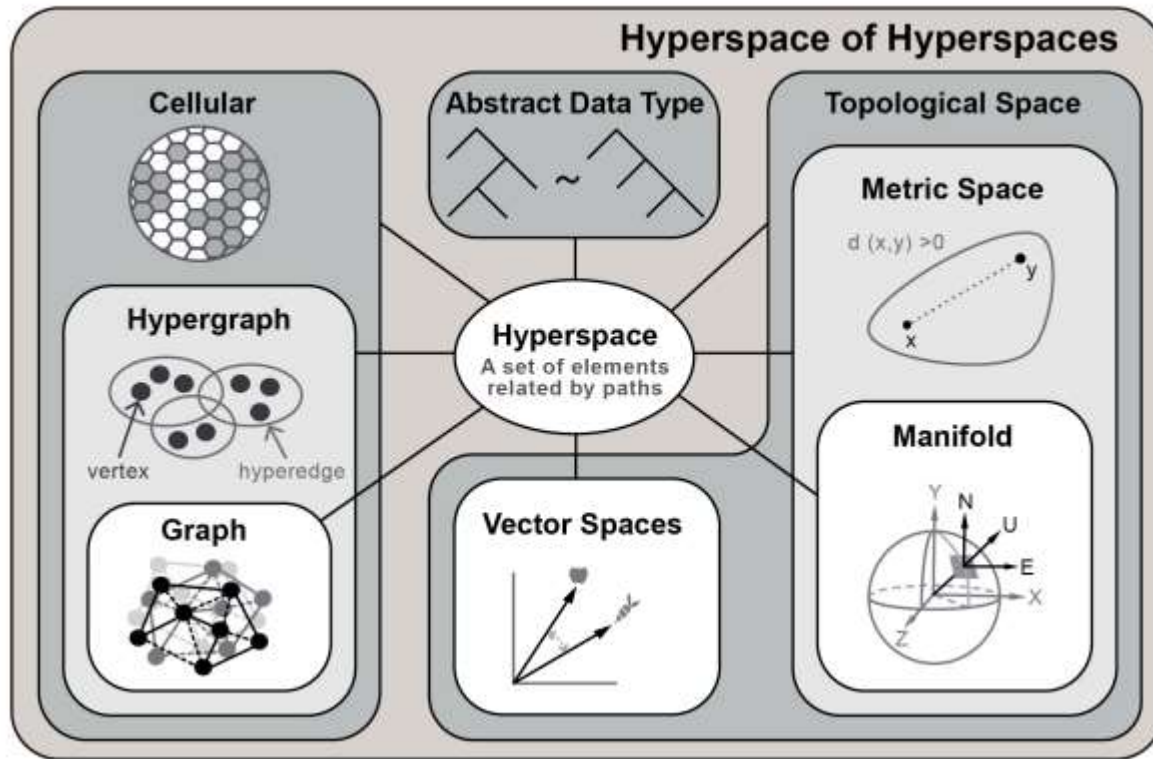 Hyperspace of Hyperspaces
Cellular
Abstract Data Type
~
Topological Space
Metric Space
d (x,y) >0
y
x
Hypergraph
vertex
hyperedge
Hyperspace
A set of elements
related by paths
Graph
Vector Spaces
Manifold
Y
N
U
E
X
Z